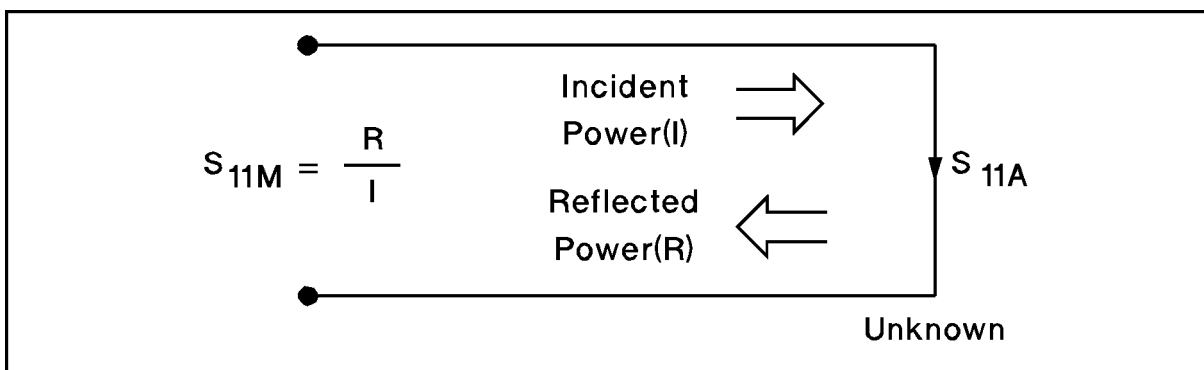 Incident
Power(I)
S11M = R
I
S11A
Reflected
Power(R)
Unknown